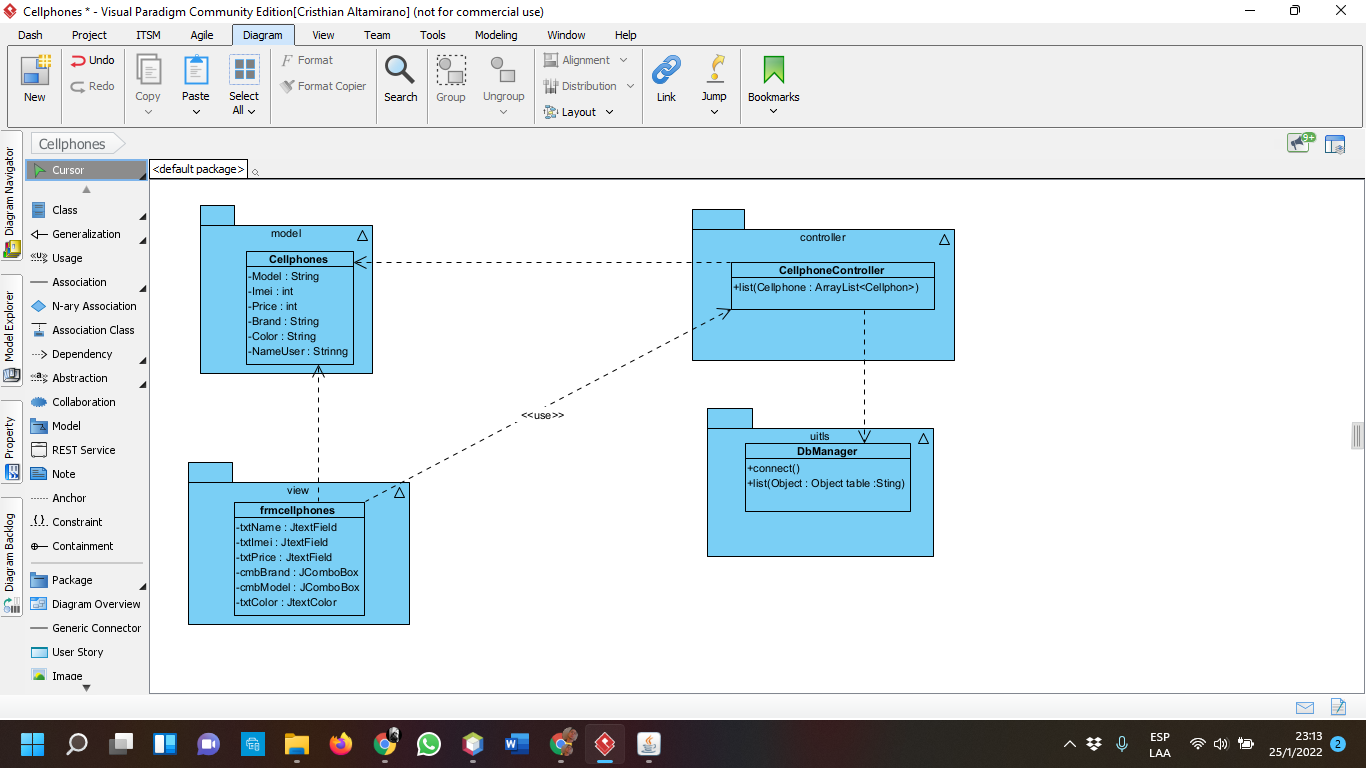 Cellphones * - Visual Paradigm Community Edition[Cristhian Altamirano] (not for commercial use)
Dash Project ITSM Agile Diagram View Team Tools Modeling Window Help
New
Undo
Redo
Copy
Paste
Select
All
Format
Format Copier
Search
Group
Ungroup
Alignment
Distribution
Layout
Link
Jump
Bookmarks
Diagram Navigator
Model Explorer
Property
Diagram Backlog
Cellphones
9+
Cursor
<default package>
Class
Generalization
<<U>> Usage
Association
N-ary Association
Association Class
Dependency
<<a>> Abstraction
Collaboration
Model
REST Service
Note
Anchor
{.} Constraint
Containment
Package
Diagram Overview
Generic Connector
User Story
Image
model
Cellphones
-Model : String
-Imei : int
-Price : int
-Brand : String
-Color : String
-NameUser : Strinng
controller
CellphoneController
+list(Cellphone : ArrayList<Cellphon>)
<<use>>
uitls
DbManager
+connect()
+list(Object : Object table :Sting)
view
frmcellphones
-txtName : JtextField
-txtImei : JtextField
-txtPrice : JtextField
-cmbBrand : JComboBox
-cmbModel : JComboBox
-txtColor : JtextColor
ESP
LAA
23:13
25/1/2022
2